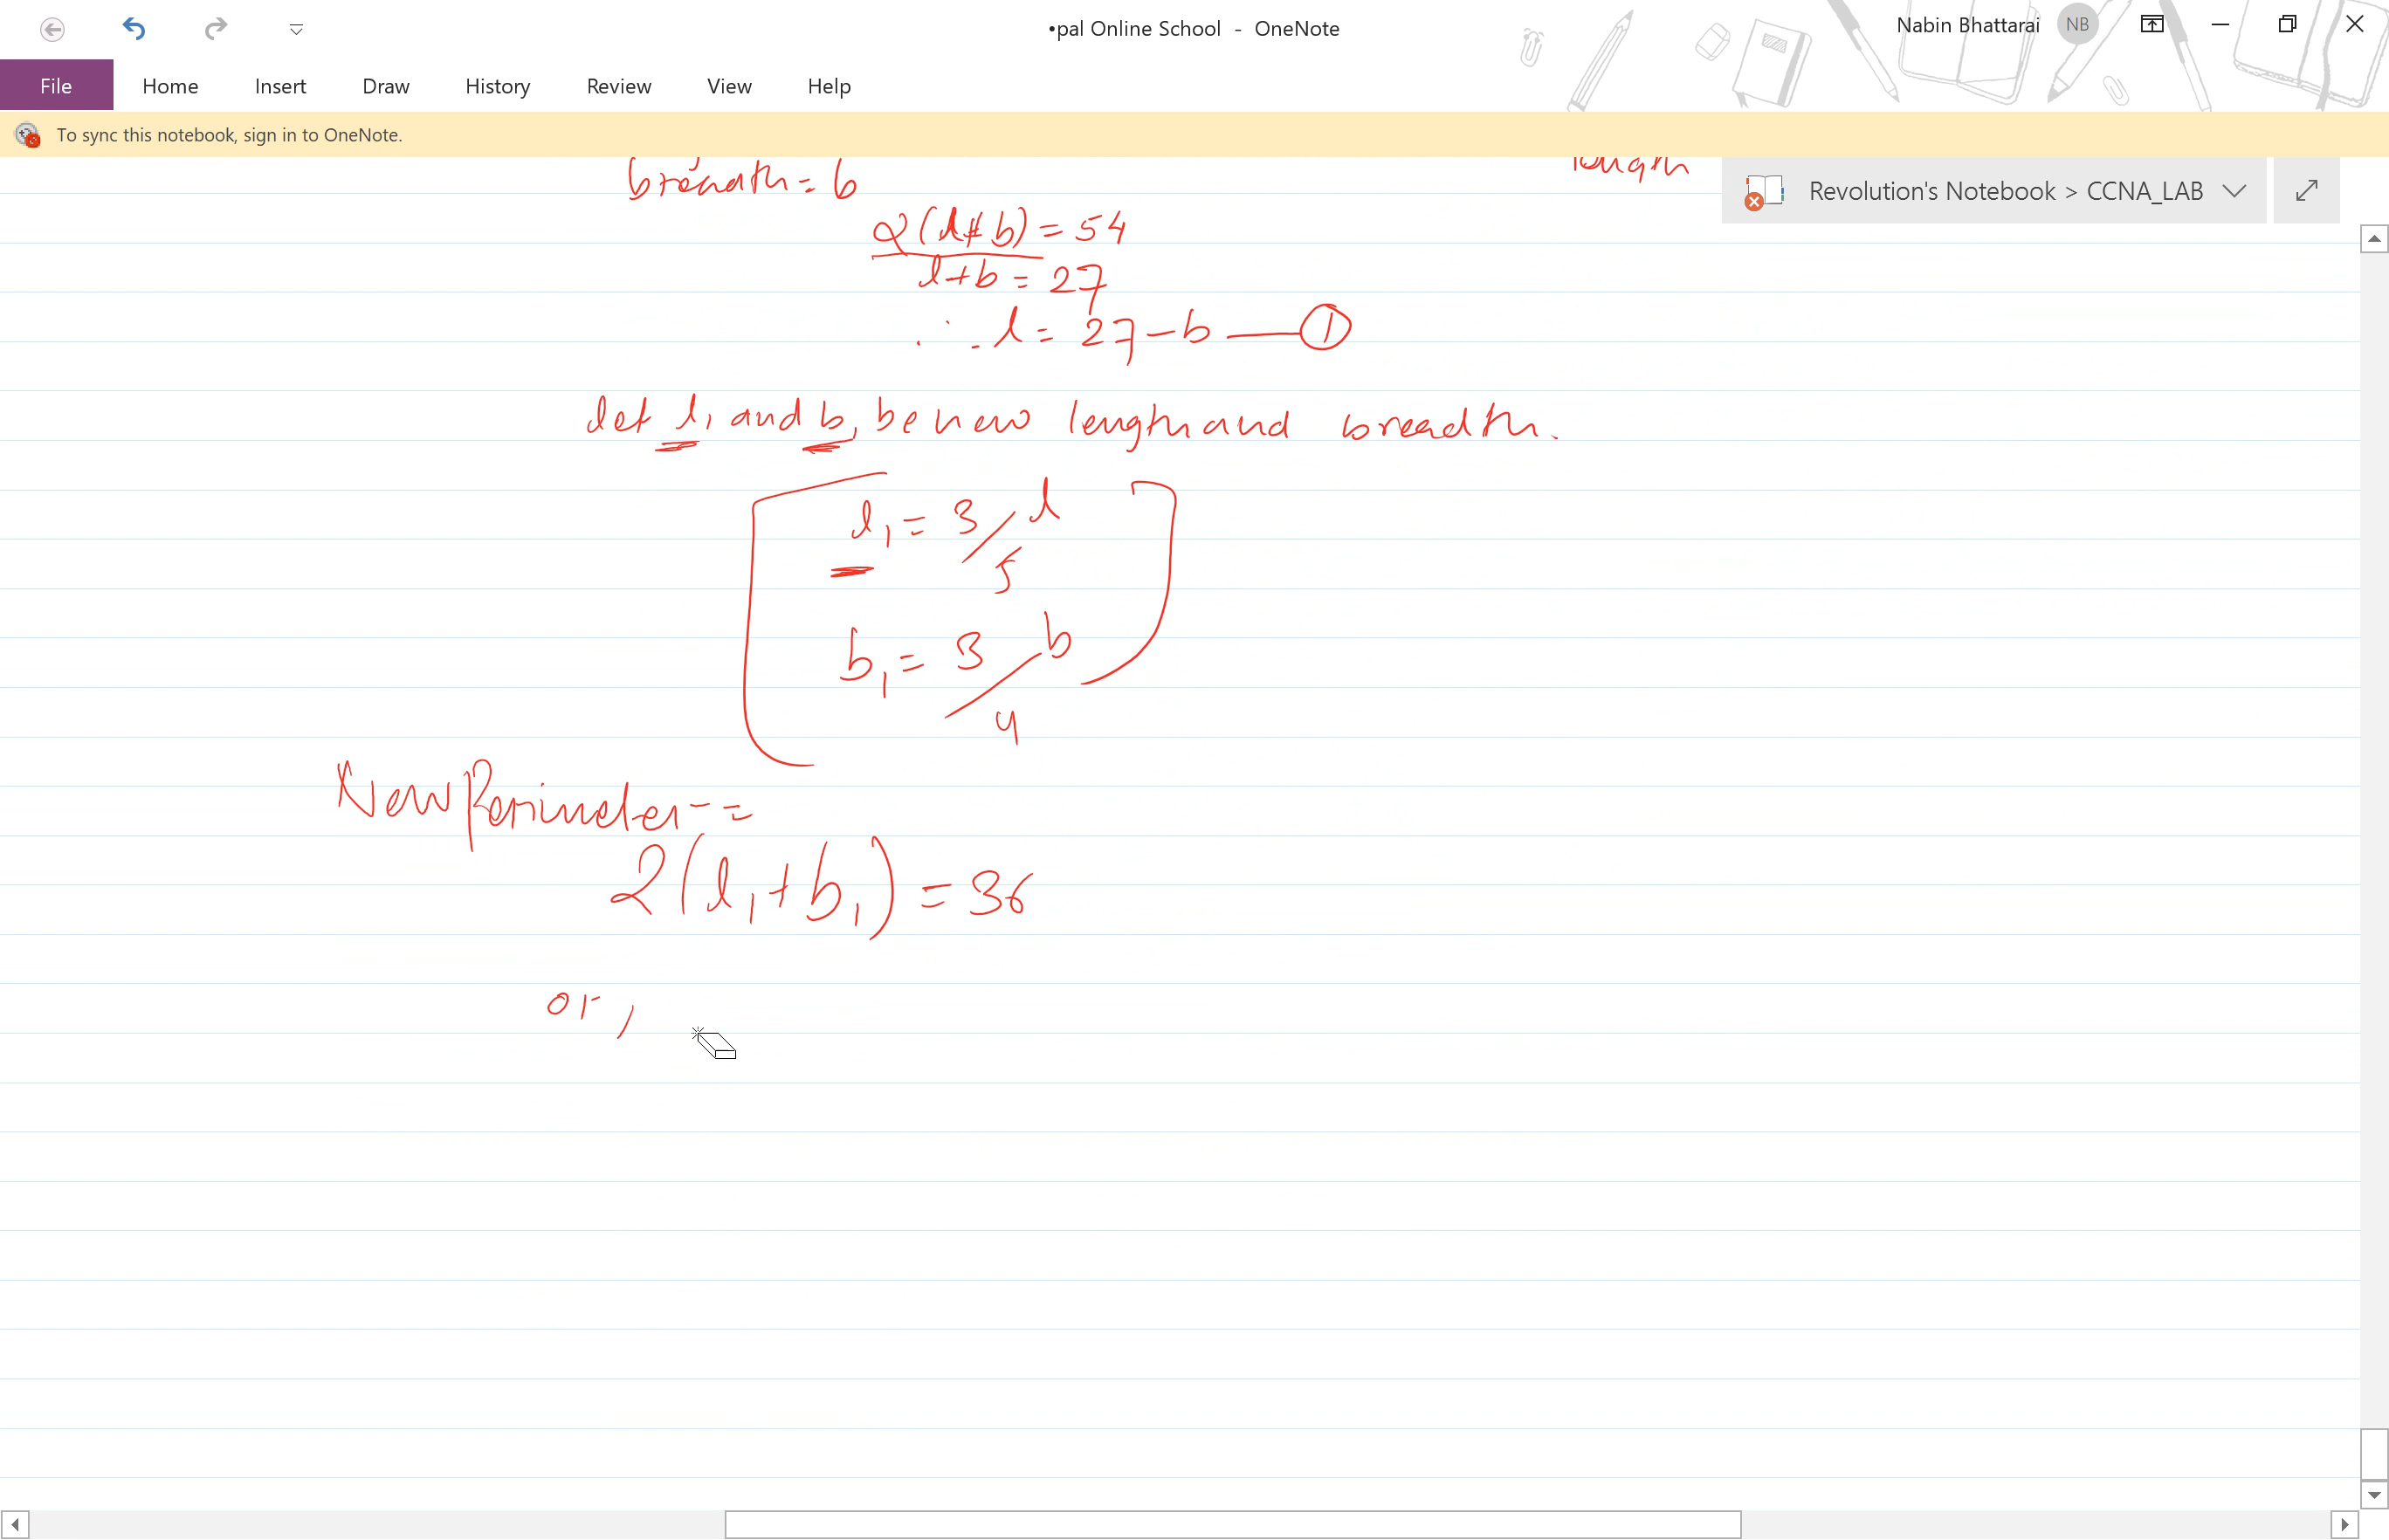 •pal Online School - OneNote
Nabin Bhattarai NB
File Home Insert Draw History Review View Help
To sync this notebook, sign in to OneNote.
Revolution's Notebook > CCNA_LAB
breadth = b
2(l+b) = 54
l+b = 27
∴ l = 27-b —— ①
let l₁ and b₁ be new length and breadth.
l₁ = 3/5 l
b₁ = 3/4 b
New Perimeter =
2(l₁+b₁) = 36
or,